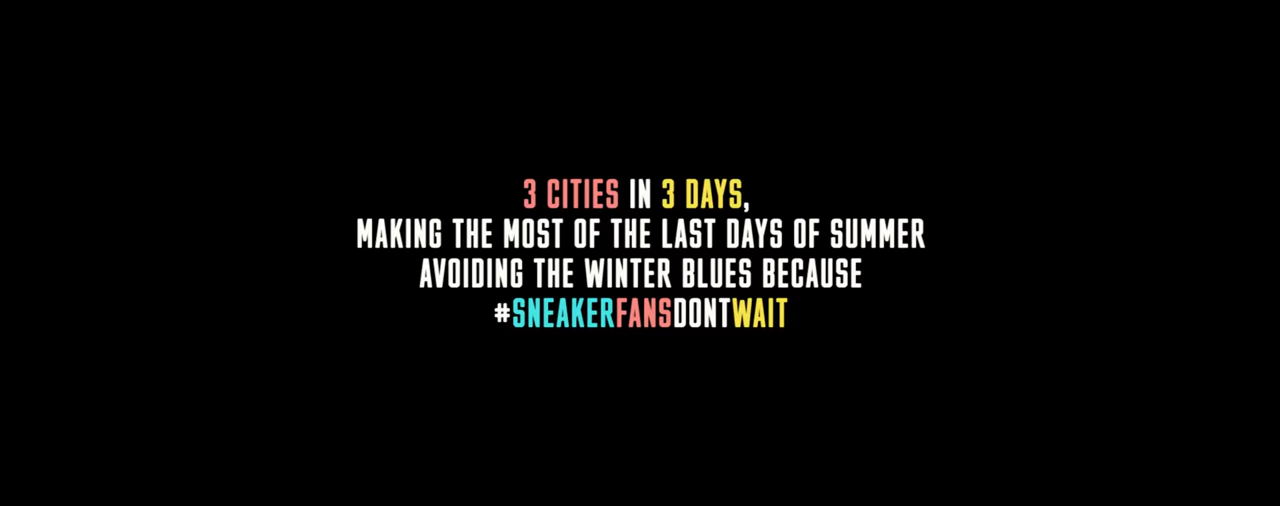 3 CITIES IN 3 DAYS,
MAKING THE MOST OF THE LAST DAYS OF SUMMER
AVOIDING THE WINTER BLUES BECAUSE
#SNEAKERFANSDONTWAIT